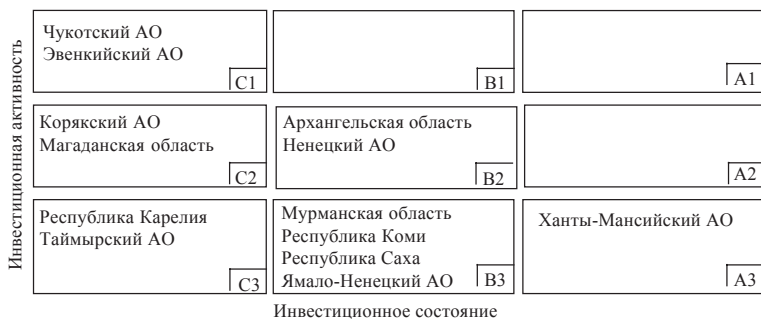 Инвестиционная активность
Чукотский АО
Эвенкийский АО
C1
B1
A1
Корякский АО
Магаданская область
C2
Архангельская область
Ненецкий АО
B2
A2
Республика Карелия
Таймырский АО
C3
Мурманская область
Республика Коми
Республика Саха
Ямало-Ненецкий АО
B3
Ханты-Мансийский АО
A3
Инвестиционное состояние